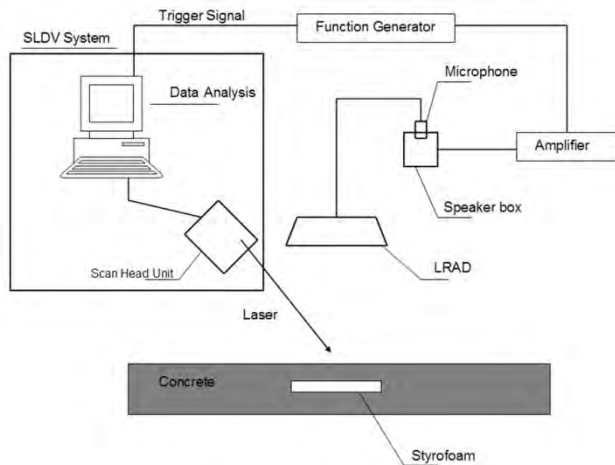 Trigger Signal
SLDV System
Function Generator
Microphone
Data Analysis
Amplifier
Speaker box
Scan Head Unit
LRAD
Laser
Concrete
Styrofoam